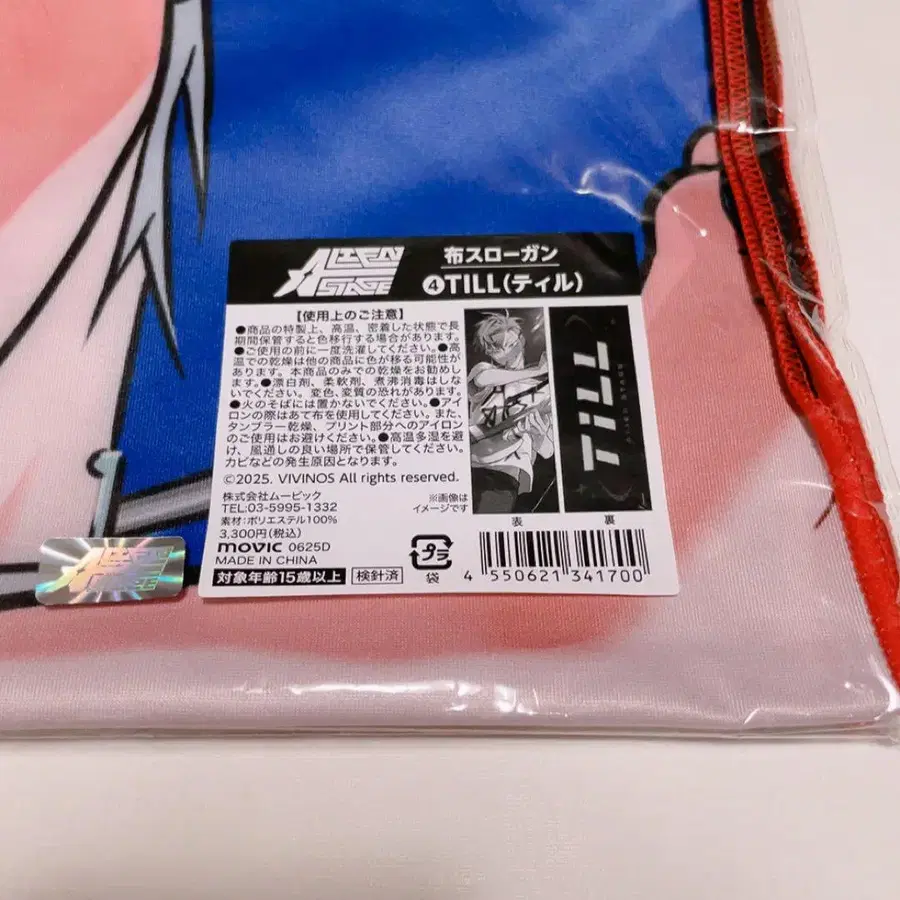 ALIEN STAGE
布スローガン
❹TILL(ティル)
【使用上のご注意】
●商品の特製上、高温、密着した状態で長
期間保管すると色移行する場合があります。
●ご使用の前に一度洗濯してください。●高
温での乾燥は他の商品に色が移る可能性が
あります。本商品のみでの乾燥をお勧めし
ます。●漂白剤、柔軟剤、煮沸消毒はしな
いでください。変色、変質の恐れがありま
す。
●火のそばには置かないでください。●アイ
ロンの際はあて布を使用してください。また、
タンブラー乾燥、プリント部分へのアイロン
のご使用はお避けください。●高温多湿を避
け、風通しの良い場所で保管してください。
カビなどの発生原因となります。
©2025. VIVINOS All rights reserved.
株式会社ムービック
TEL:03-5995-1332
素材:ポリエステル100%
3,300円(税込)
movic 0625D
MADE IN CHINA
対象年齢15歳以上
検針済
TILL
ALIEN STAGE
※画像は
イメージです
表
裏
プラ
袋
4 550621 341700
ALIEN STAGE